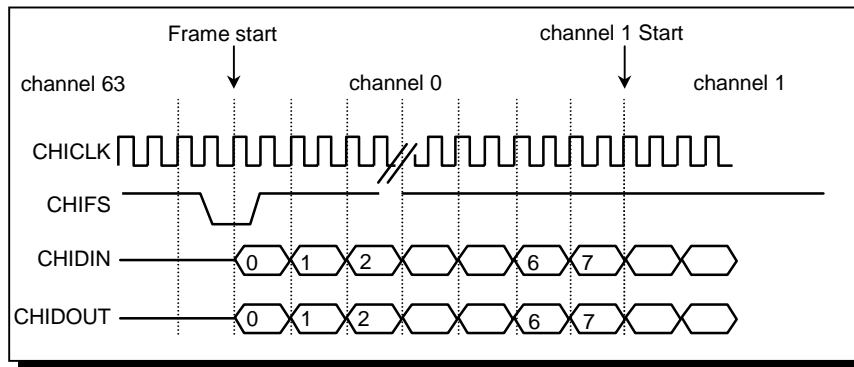 Frame start
channel 1 Start
channel 63
channel 0
channel 1
CHICLK
CHIFS
CHIDIN
0 1 2 6 7
CHIDOUT
0 1 2 6 7